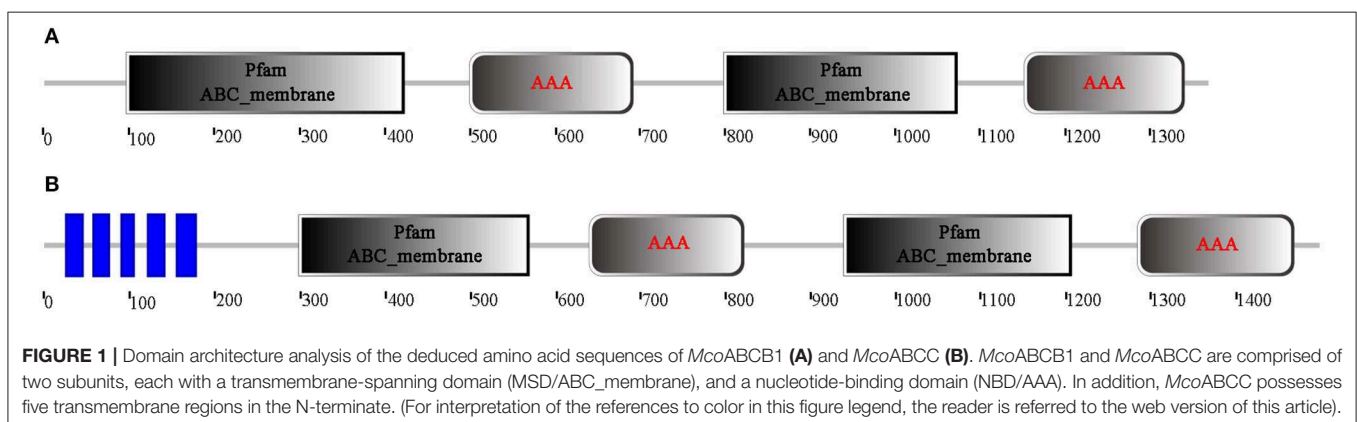 A
Pfam
ABC_membrane
AAA
Pfam
ABC_membrane
AAA
0 100 200 300 400 500 600 700 800 900 1000 1100 1200 1300
B
Pfam
ABC_membrane
AAA
Pfam
ABC_membrane
AAA
0 100 200 300 400 500 600 700 800 900 1000 1100 1200 1300 1400
FIGURE 1 | Domain architecture analysis of the deduced amino acid sequences of McoABCB1 (A) and McoABCC (B). McoABCB1 and McoABCC are comprised of
two subunits, each with a transmembrane-spanning domain (MSD/ABC_membrane), and a nucleotide-binding domain (NBD/AAA). In addition, McoABCC possesses
five transmembrane regions in the N-terminate. (For interpretation of the references to color in this figure legend, the reader is referred to the web version of this article).